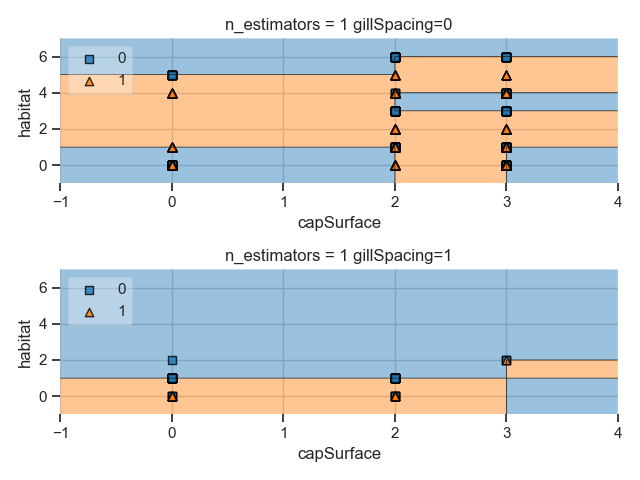 n_estimators = 1 gillSpacing=0
0
1
6
4
2
0
habitat
−1 0 1 2 3 4
capSurface
n_estimators = 1 gillSpacing=1
0
1
6
4
2
0
habitat
−1 0 1 2 3 4
capSurface